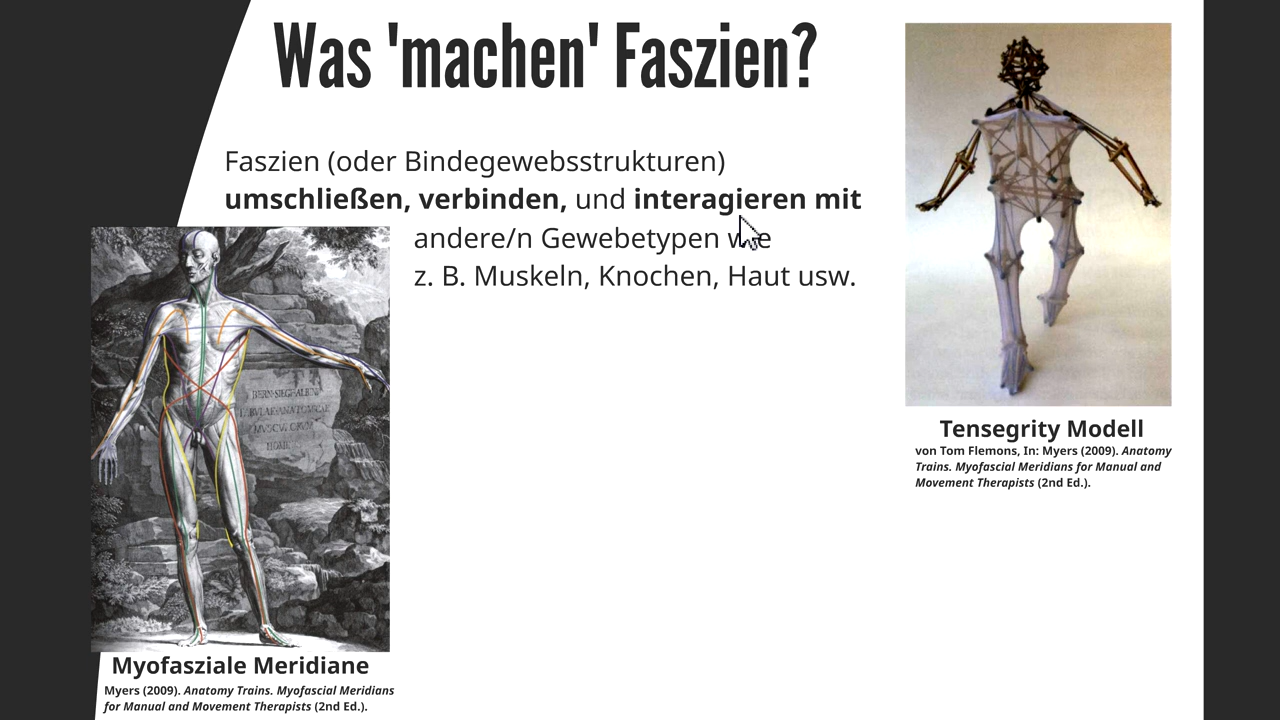 Was 'machen' Faszien?
Faszien (oder Bindegewebsstrukturen)
umschließen, verbinden, und interagieren mit
andere/n Gewebetypen wie
z. B. Muskeln, Knochen, Haut usw.
Tensegrity Modell
von Tom Flemons, In: Myers (2009). Anatomy
Trains. Myofascial Meridians for Manual and
Movement Therapists (2nd Ed.).
Myofasziale Meridiane
Myers (2009). Anatomy Trains. Myofascial Meridians
for Manual and Movement Therapists (2nd Ed.).